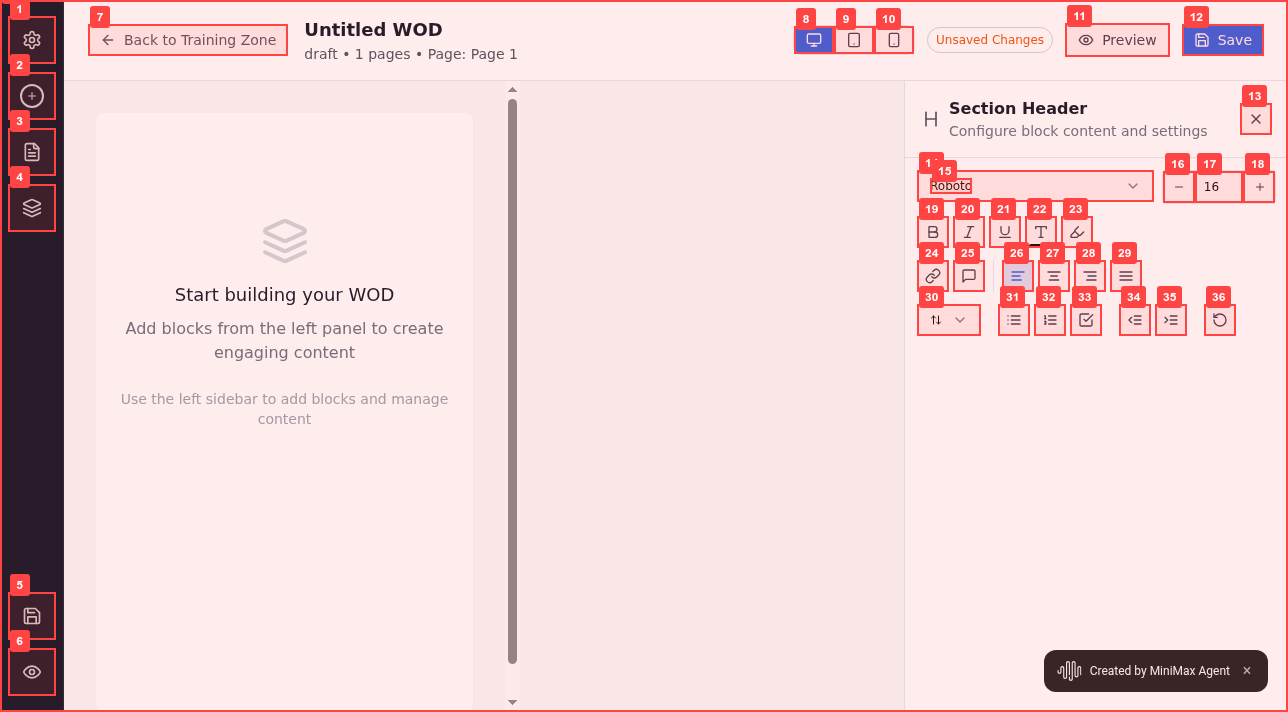 1
2
3
4
5
6
7
Back to Training Zone
Untitled WOD
draft • 1 pages • Page: Page 1
8
9
10
Unsaved Changes
11
Preview
12
Save
Start building your WOD
Add blocks from the left panel to create
engaging content
Use the left sidebar to add blocks and manage
content
Section Header
Configure block content and settings
13
14
15
Roboto
16
17
16
18
19
20
21
22
23
24
25
26
27
28
29
30
31
32
33
34
35
36
Created by MiniMax Agent